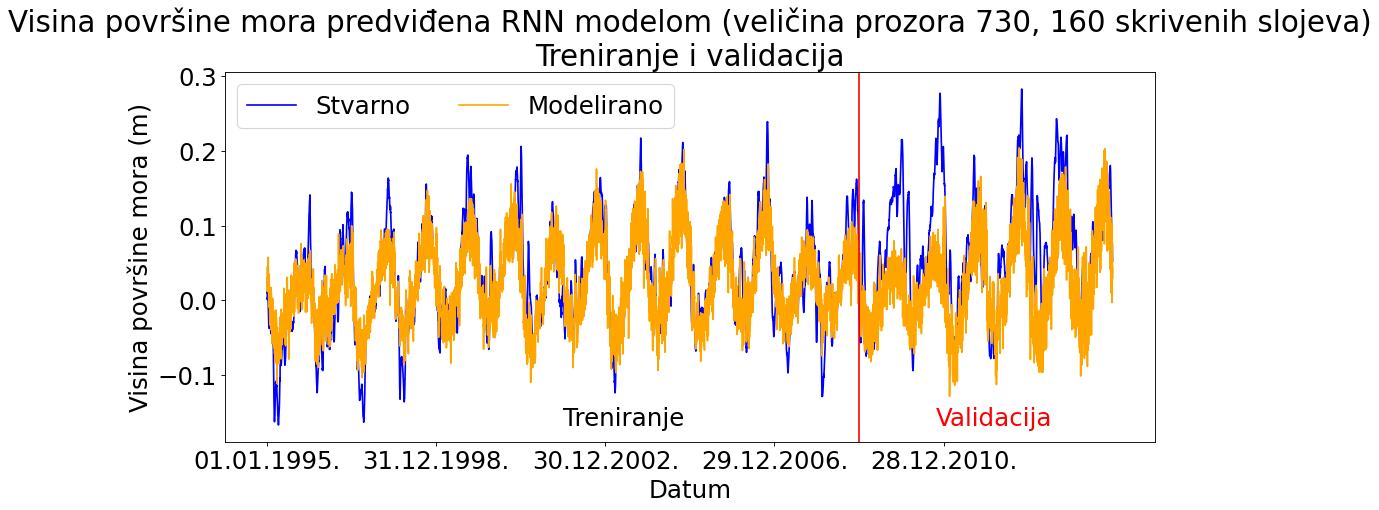 Visina površine mora predviđena RNN modelom (veličina prozora 730, 160 skrivenih slojeva)
Treniranje i validacija
Stvarno
Modelirano
Visina površine mora (m)
0.3
0.2
0.1
0.0
−0.1
Treniranje
Validacija
01.01.1995.
31.12.1998.
30.12.2002.
29.12.2006.
28.12.2010.
Datum